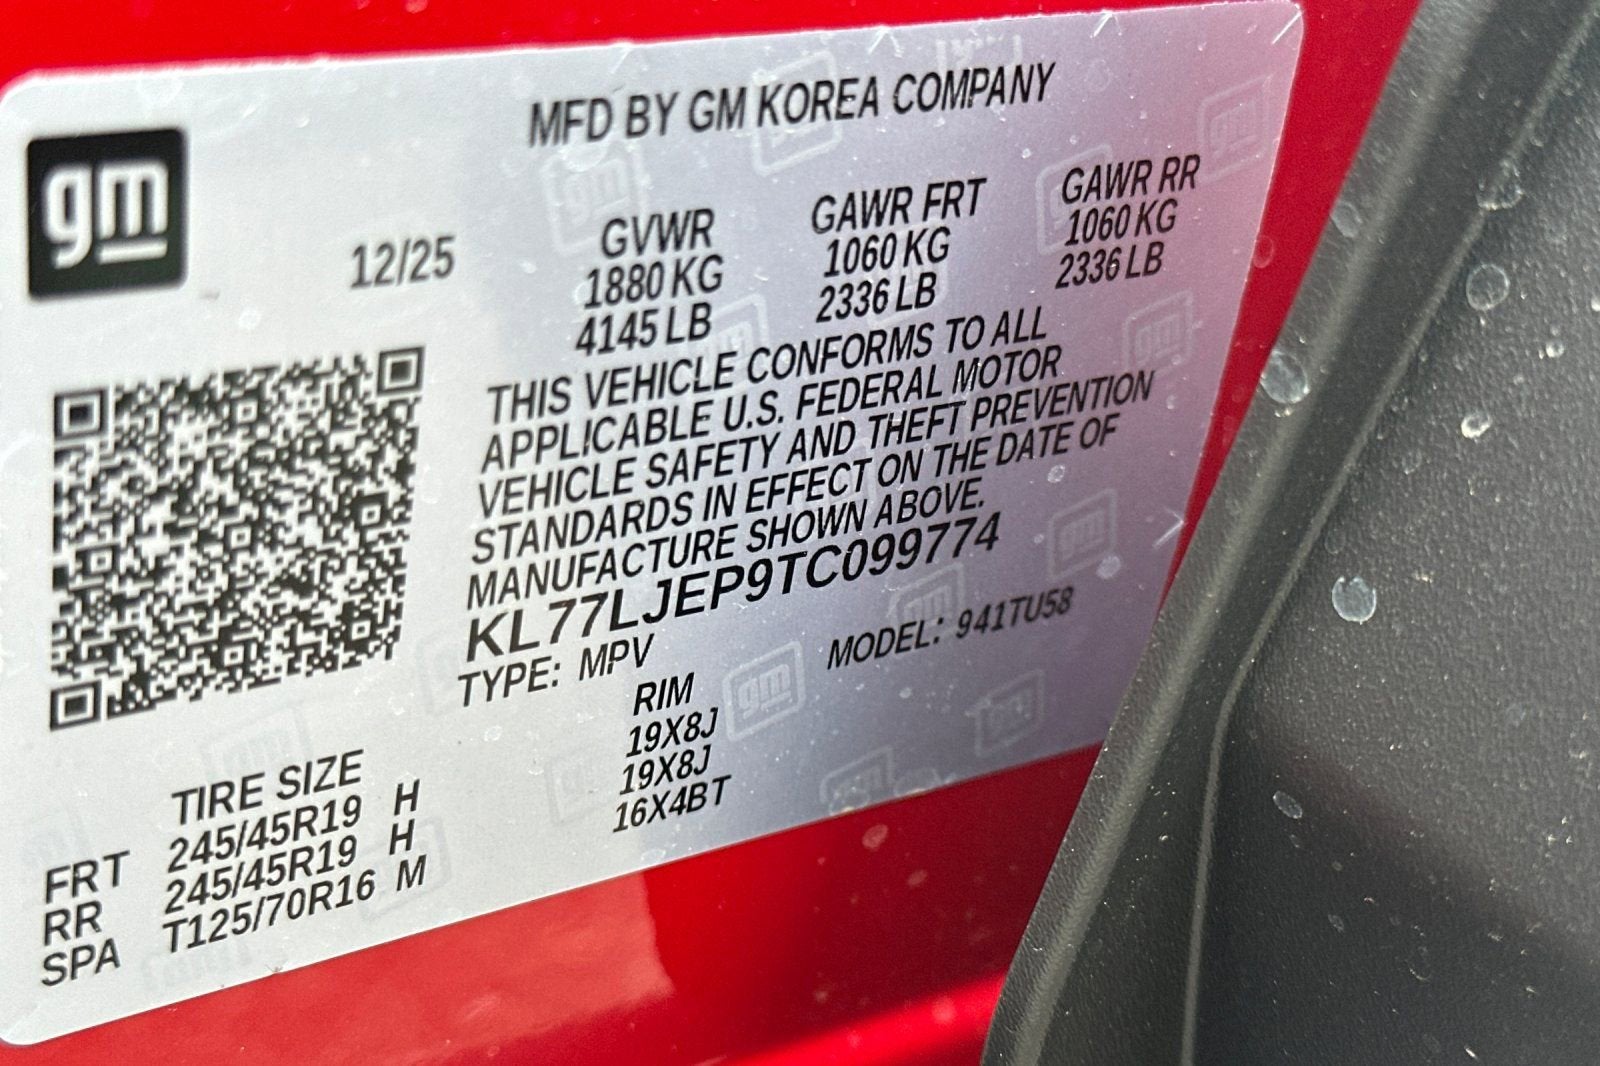 MFD BY GM KOREA COMPANY
gm
12/25
GVWR GAWR FRT GAWR RR
1880 KG 1060 KG 1060 KG
4145 LB 2336 LB 2336 LB
THIS VEHICLE CONFORMS TO ALL
APPLICABLE U.S. FEDERAL MOTOR
VEHICLE SAFETY AND THEFT PREVENTION
STANDARDS IN EFFECT ON THE DATE OF
MANUFACTURE SHOWN ABOVE.
KL77LJEP9TC099774
TYPE: MPV MODEL: 941TU58
TIRE SIZE RIM
FRT 245/45R19 H 19X8J
RR 245/45R19 H 19X8J
SPA T125/70R16 M 16X4BT